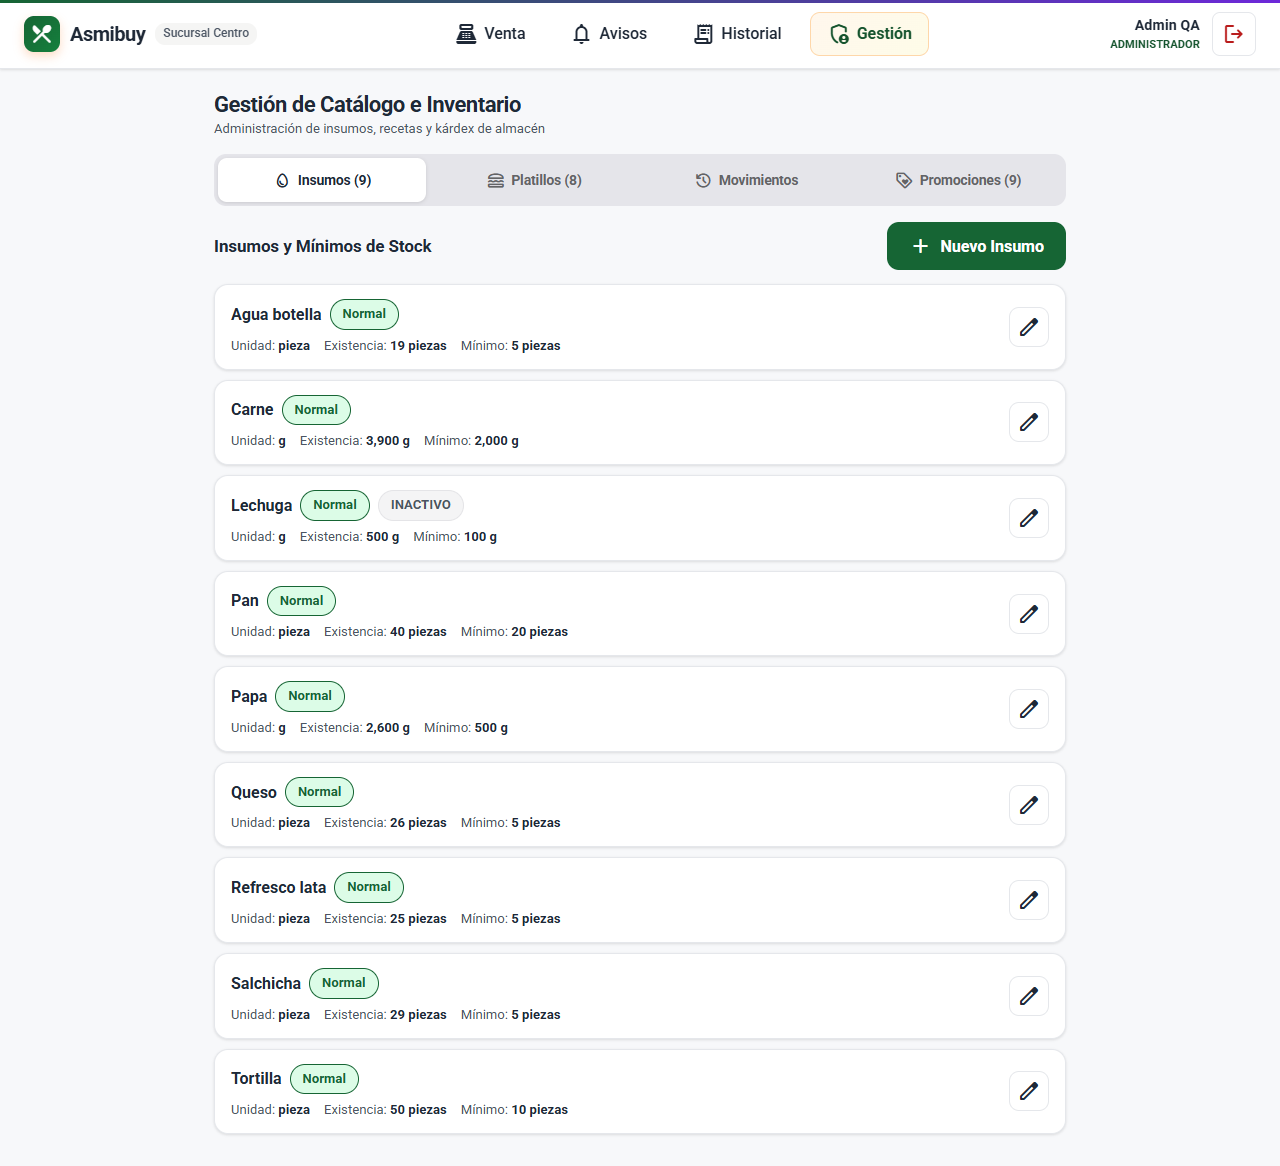 Asmibuy Sucursal Centro Venta Avisos Historial Gestión Admin QA
ADMINISTRADOR
Gestión de Catálogo e Inventario
Administración de insumos, recetas y kárdex de almacén
Insumos (9) Platillos (8) Movimientos Promociones (9)
Insumos y Mínimos de Stock Nuevo Insumo
Agua botella Normal
Unidad: pieza Existencia: 19 piezas Mínimo: 5 piezas
Carne Normal
Unidad: g Existencia: 3,900 g Mínimo: 2,000 g
Lechuga Normal INACTIVO
Unidad: g Existencia: 500 g Mínimo: 100 g
Pan Normal
Unidad: pieza Existencia: 40 piezas Mínimo: 20 piezas
Papa Normal
Unidad: g Existencia: 2,600 g Mínimo: 500 g
Queso Normal
Unidad: pieza Existencia: 26 piezas Mínimo: 5 piezas
Refresco lata Normal
Unidad: pieza Existencia: 25 piezas Mínimo: 5 piezas
Salchicha Normal
Unidad: pieza Existencia: 29 piezas Mínimo: 5 piezas
Tortilla Normal
Unidad: pieza Existencia: 50 piezas Mínimo: 10 piezas